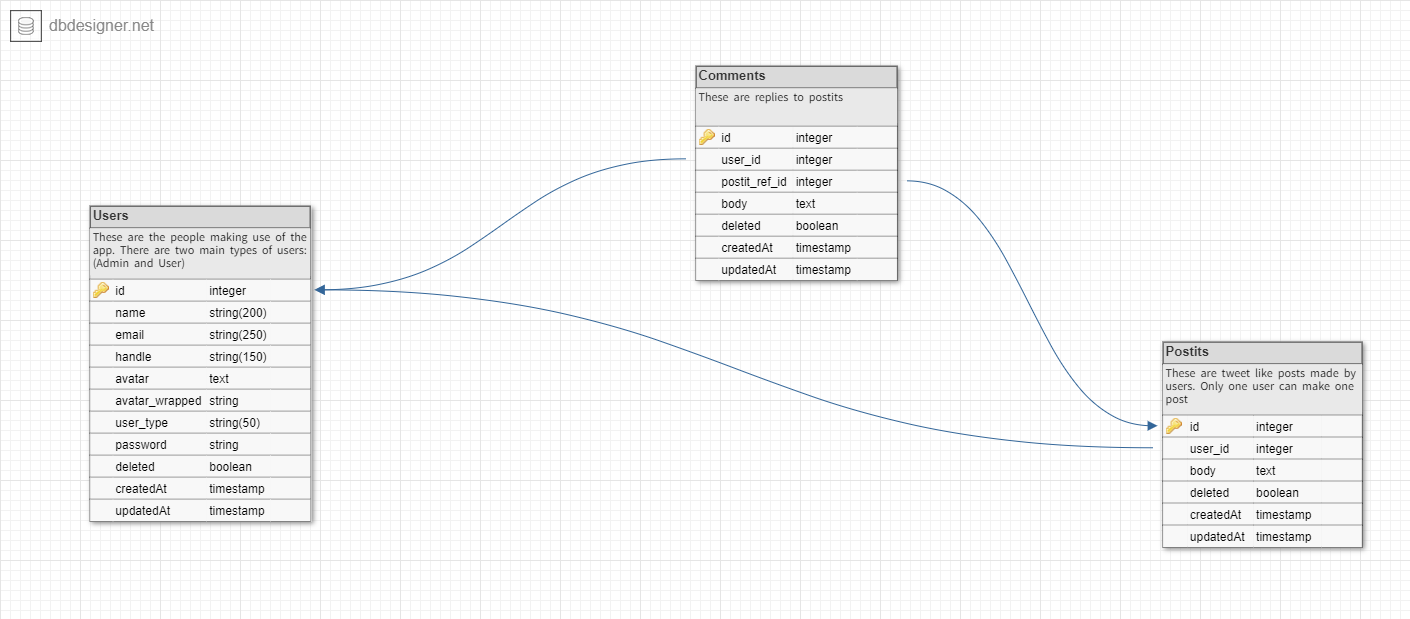 dbdesigner.net
Comments
These are replies to postits
id integer
user_id integer
postit_ref_id integer
body text
deleted boolean
createdAt timestamp
updatedAt timestamp
Users
These are the people making use of the
app. There are two main types of users:
(Admin and User)
id integer
name string(200)
email string(250)
handle string(150)
avatar text
avatar_wrapped string
user_type string(50)
password string
deleted boolean
createdAt timestamp
updatedAt timestamp
Postits
These are tweet like posts made by
users. Only one user can make one
post
id integer
user_id integer
body text
deleted boolean
createdAt timestamp
updatedAt timestamp